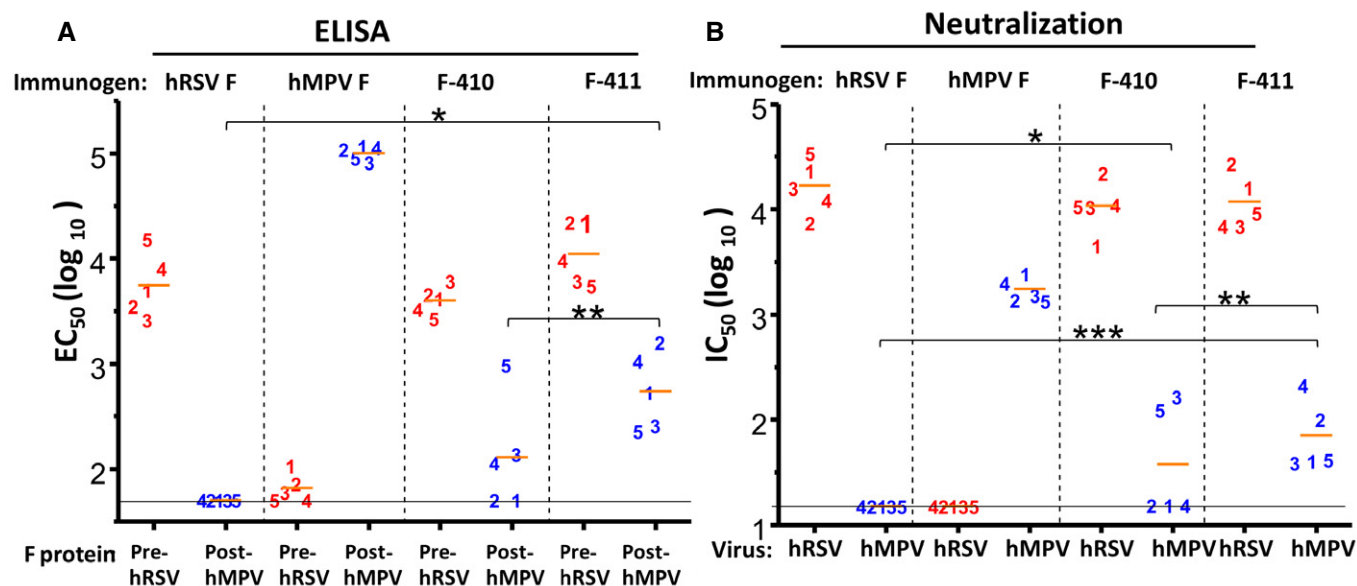 A
ELISA
Immunogen: hRSV F hMPV F F-410 F-411
EC50 (log 10)
5
4
3
2
*
**
5 4 1 2 3
42135
1 2 3 5 4
2 1 4 5 3
3 2 1 4 5
5 3 4 2 1
2 1 4 3 5
2 4 1 5 3
F protein Pre- Post- Pre- Post- Pre- Post- Pre- Post-
hRSV hMPV hRSV hMPV hRSV hMPV hRSV hMPV
B
Neutralization
Immunogen: hRSV F hMPV F F-410 F-411
IC50 (log 10)
5
4
3
2
1
*
**
***
5 1 3 4 2
42135
42135
1 4 3 2 5
2 5 3 4 1
3 5 2 1 4
2 1 5 4 3
4 2 3 1 5
Virus: hRSV hMPV hRSV hMPV hRSV hMPV hRSV hMPV